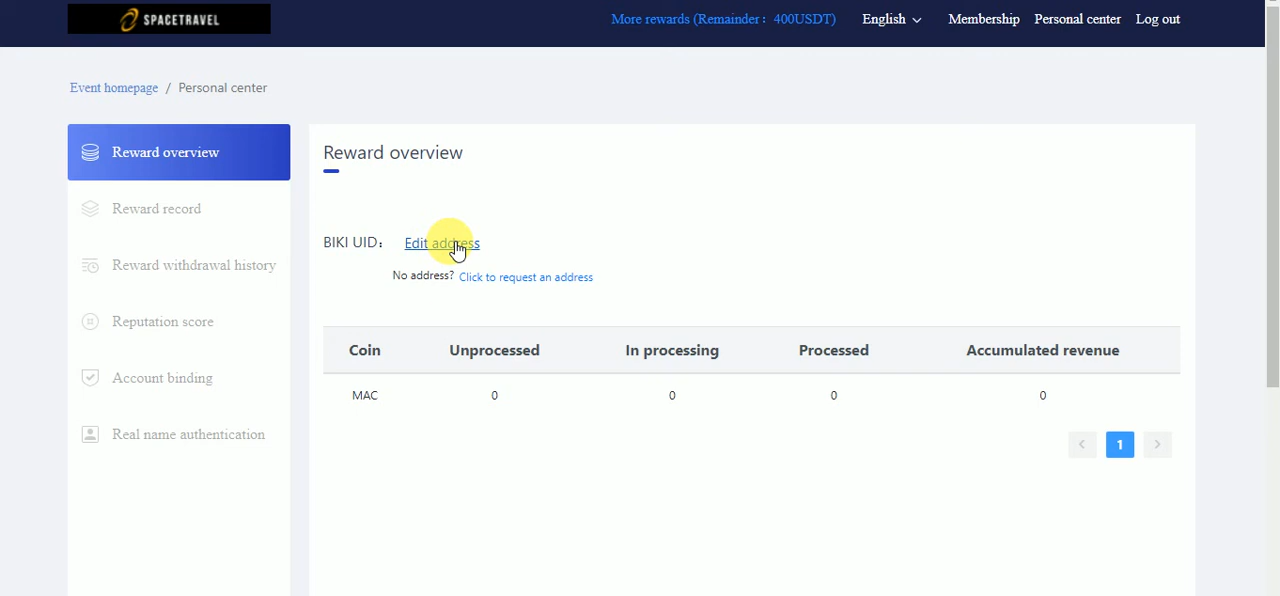 SPACETRAVEL
More rewards (Remainder： 400USDT)
English
Membership
Personal center
Log out
Event homepage / Personal center
Reward overview
Reward record
Reward withdrawal history
Reputation score
Account binding
Real name authentication
Reward overview
BIKI UID： Edit address
No address? Click to request an address
Coin Unprocessed In processing Processed Accumulated revenue
MAC 0 0 0 0
< 1 >